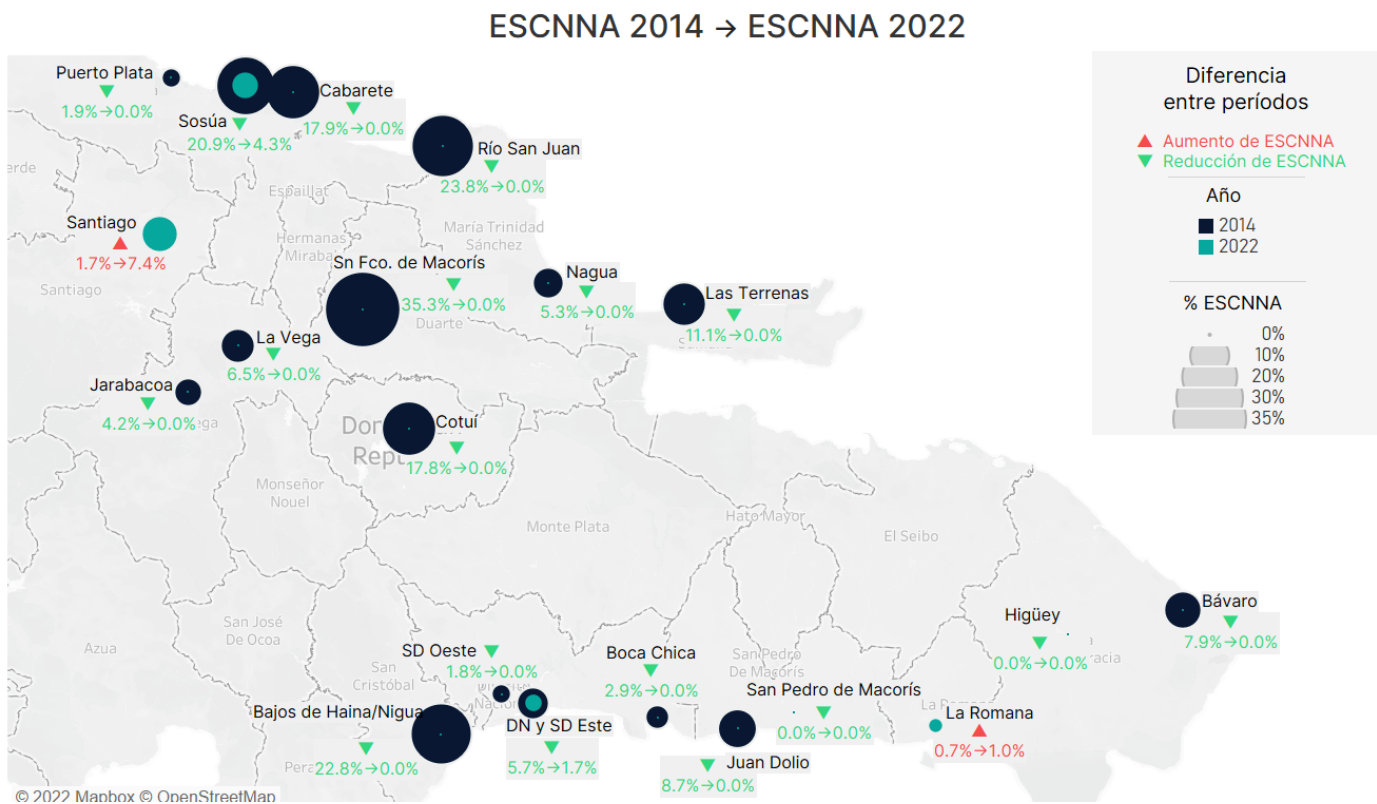 ESCNNA 2014 → ESCNNA 2022
Diferencia
entre períodos
▲ Aumento de ESCNNA
▼ Reducción de ESCNNA
Año
2014
2022
% ESCNNA
0%
10%
20%
30%
35%
Puerto Plata
1.9%→0.0%
Sosúa
20.9%→4.3%
Cabarete
17.9%→0.0%
Río San Juan
23.8%→0.0%
erde
Espaillat
Santiago
1.7%→7.4%
Santiago
Hermanas
Mirabal
María Trinidad
Sánchez
Sn Fco. de Macorís
35.3%→0.0%
Duarte
Nagua
5.3%→0.0%
Las Terrenas
11.1%→0.0%
La Vega
6.5%→0.0%
Jarabacoa
4.2%→0.0%
ega
Cotuí
17.8%→0.0%
Dom
Rep
Monseñor
Nouel
Monte Plata
Hato Mayor
El Seibo
San José
De Ocoa
Azua
San
Cristóbal
SD Oeste
1.8%→0.0%
Boca Chica
2.9%→0.0%
San Pedro
De Macorís
Higüey
0.0%→0.0%
acia
Bávaro
7.9%→0.0%
Bajos de Haina/Nigua
22.8%→0.0%
Pera
DN y SD Este
5.7%→1.7%
San Pedro de Macorís
0.0%→0.0%
La Romana
0.7%→1.0%
Juan Dolio
8.7%→0.0%
© 2022 Mapbox © OpenStreetMap